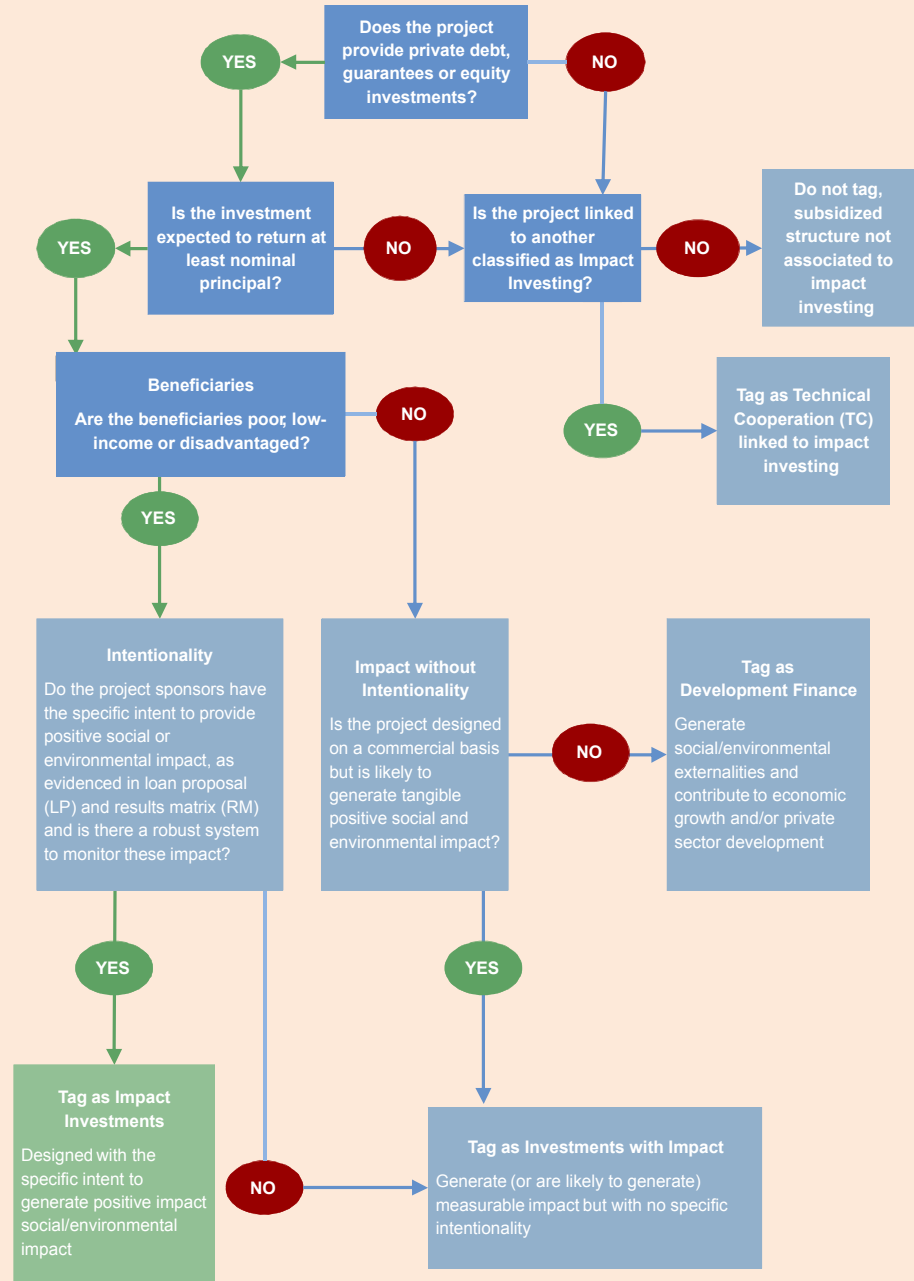 Does the project
provide private debt,
guarantees or equity
investments?
YES
NO
Is the investment
expected to return at
least nominal
principal?
YES
NO
Is the project linked
to another
classified as Impact
Investing?
NO
Do not tag,
subsidized
structure not
associated to
impact
investing
Beneficiaries
Are the beneficiaries poor, low-
income or disadvantaged?
NO
YES
Tag as Technical
Cooperation (TC)
linked to impact
investing
YES
Intentionality
Do the project sponsors have
the specific intent to provide
positive social or
environmental impact, as
evidenced in loan proposal
(LP) and results matrix (RM)
and is there a robust system
to monitor these impact?
Impact without
Intentionality
Is the project designed
on a commercial basis
but is likely to
generate tangible
positive social and
environmental impact?
NO
Tag as
Development Finance
Generate
social/environmental
externalities and
contribute to economic
growth and/or private
sector development
YES
YES
Tag as Impact
Investments
Designed with the
specific intent to
generate positive impact
social/environmental
impact
NO
Tag as Investments with Impact
Generate (or are likely to generate)
measurable impact but with no specific
intentionality